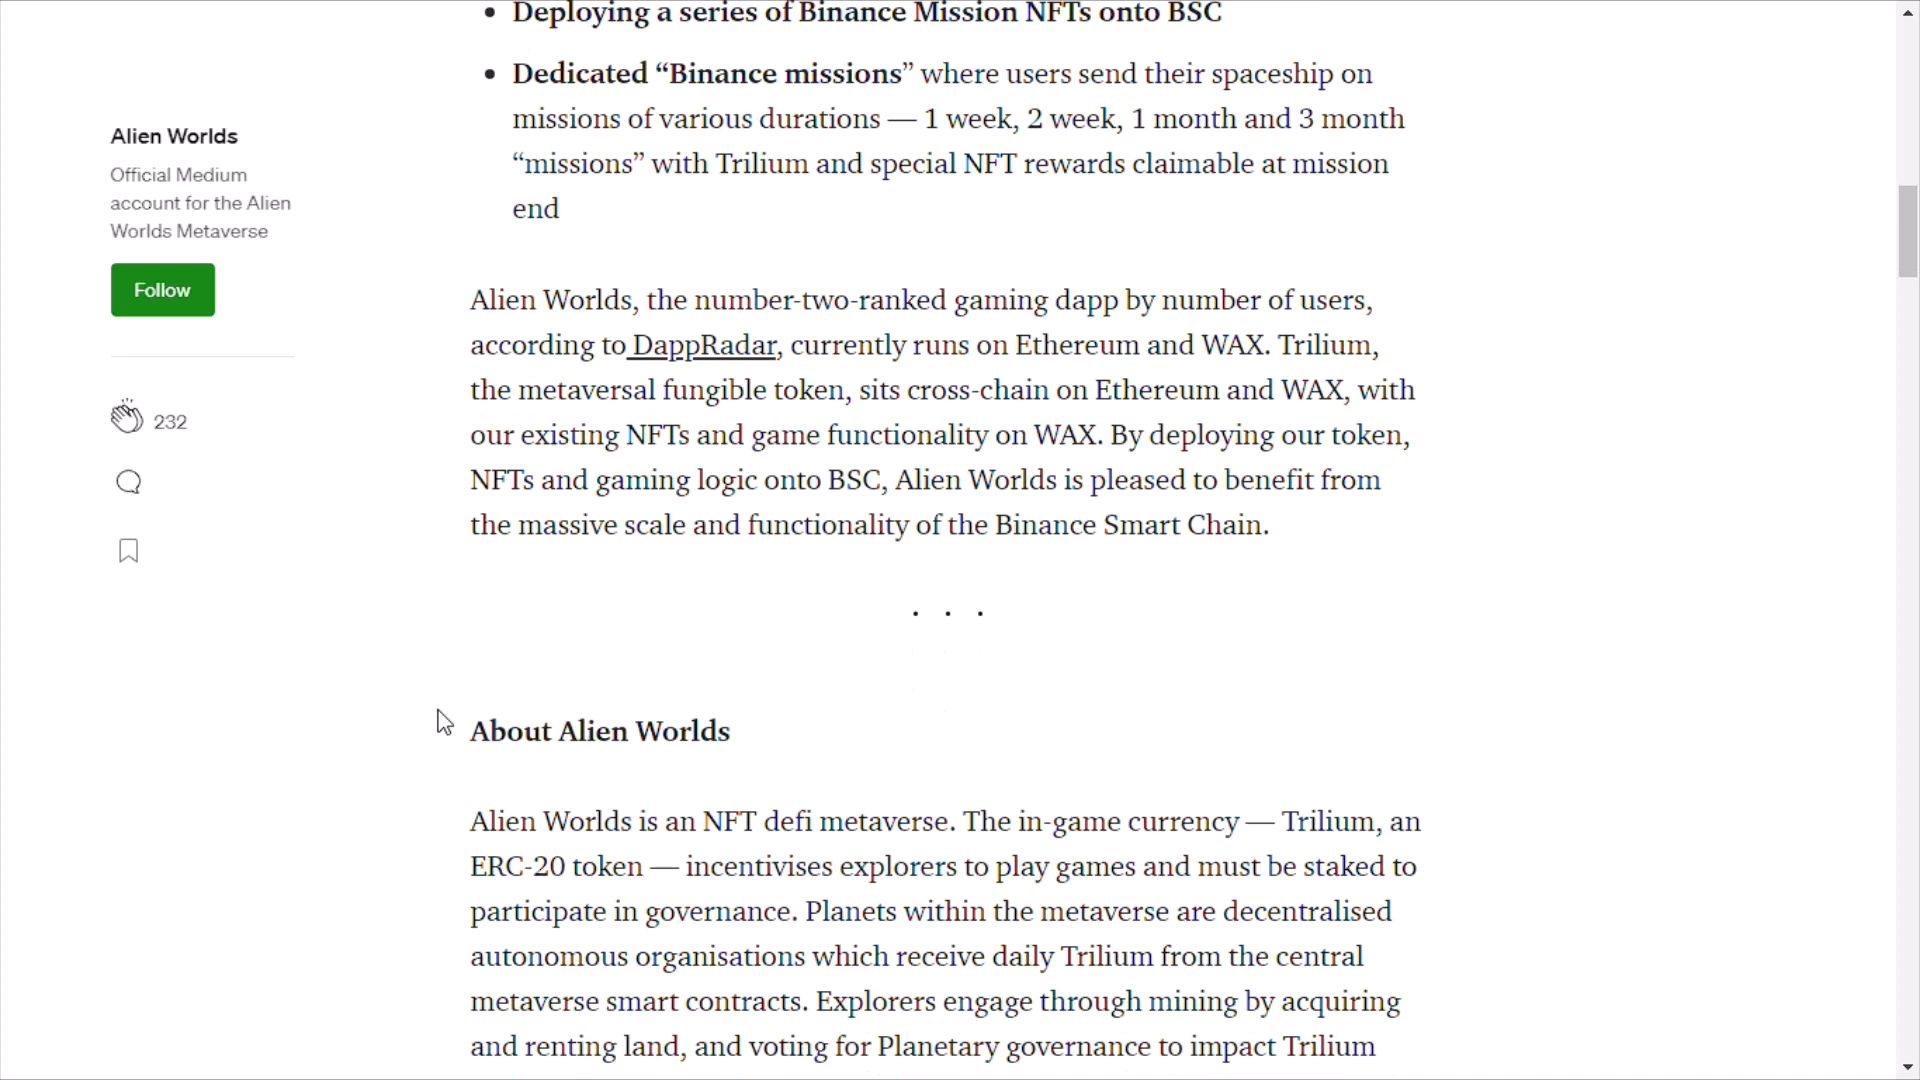 Deploying a series of Binance Mission NFTs onto BSC
Dedicated “Binance missions” where users send their spaceship on
missions of various durations — 1 week, 2 week, 1 month and 3 month
“missions” with Trilium and special NFT rewards claimable at mission
end
Alien Worlds
Official Medium
account for the Alien
Worlds Metaverse
Follow
232
Alien Worlds, the number-two-ranked gaming dapp by number of users,
according to DappRadar, currently runs on Ethereum and WAX. Trilium,
the metaversal fungible token, sits cross-chain on Ethereum and WAX, with
our existing NFTs and game functionality on WAX. By deploying our token,
NFTs and gaming logic onto BSC, Alien Worlds is pleased to benefit from
the massive scale and functionality of the Binance Smart Chain.
. . .
About Alien Worlds
Alien Worlds is an NFT defi metaverse. The in-game currency — Trilium, an
ERC-20 token — incentivises explorers to play games and must be staked to
participate in governance. Planets within the metaverse are decentralised
autonomous organisations which receive daily Trilium from the central
metaverse smart contracts. Explorers engage through mining by acquiring
and renting land, and voting for Planetary governance to impact Trilium